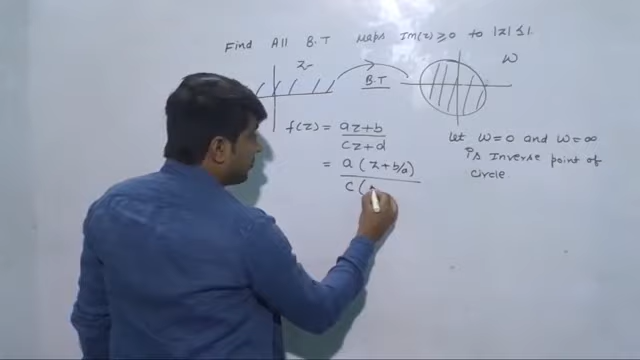 Find All B.T maps Im(z) ≥ 0 to |z| ≤ 1.
z- B.T W
f(z) = az+b / cz+d
= a(z+b/a) / c(
let W=0 and W=∞
is inverse point of
circle.